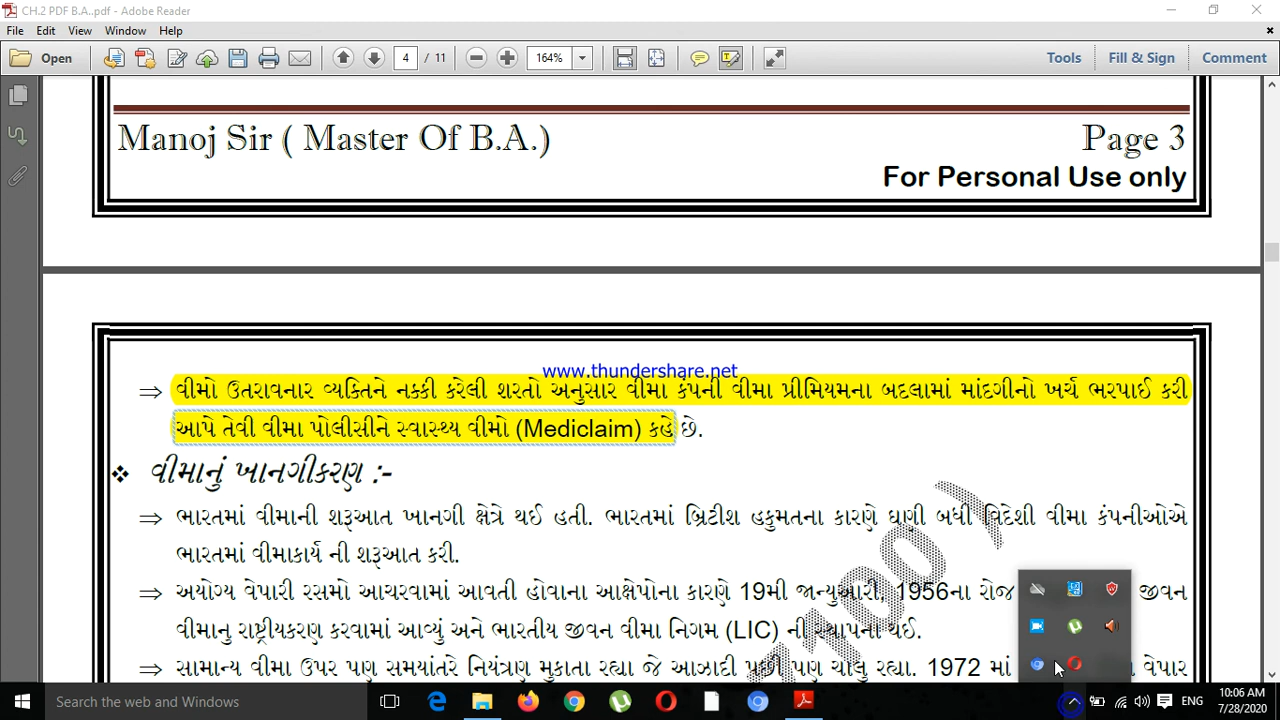 CH.2 PDF B.A..pdf - Adobe Reader
File Edit View Window Help
Open 4 / 11 164% Tools Fill & Sign Comment
Manoj Sir ( Master Of B.A.) Page 3
For Personal Use only
www.thundershare.net
⇒ વીમો ઉતરાવનાર વ્યક્તિને નક્કી કરેલી શરતો અનુસાર વીમા કંપની વીમા પ્રીમિયમના બદલામાં માંદગીનો ખર્ચ ભરપાઈ કરી
આપે તેવી વીમા પોલીસીને સ્વાસ્થ્ય વીમો (Mediclaim) કહે છે.
❖ વીમાનું ખાનગીકરણ :-
⇒ ભારતમાં વીમાની શરૂઆત ખાનગી ક્ષેત્રે થઈ હતી. ભારતમાં બ્રિટીશ હકુમતના કારણે ઘણી બધી વિદેશી વીમા કંપનીઓએ
ભારતમાં વીમાકાર્ય ની શરૂઆત કરી.
⇒ અયોગ્ય વેપારી રસમો આચરવામાં આવતી હોવાના આક્ષેપોના કારણે 19મી જાન્યુઆરી, 1956ના રોજ જીવન
વીમાનુ રાષ્ટ્રીયકરણ કરવામાં આવ્યું અને ભારતીય જીવન વીમા નિગમ (LIC) ની સ્થાપના થઈ.
⇒ સામાન્ય વીમા ઉપર પણ સમયાંતરે નિયંત્રણ મુકાતા રહ્યા જે આઝાદી પછી પણ ચાલુ રહ્યા. 1972 માં વેપાર
7100 )
Search the web and Windows
ENG
10:06 AM
7/28/2020